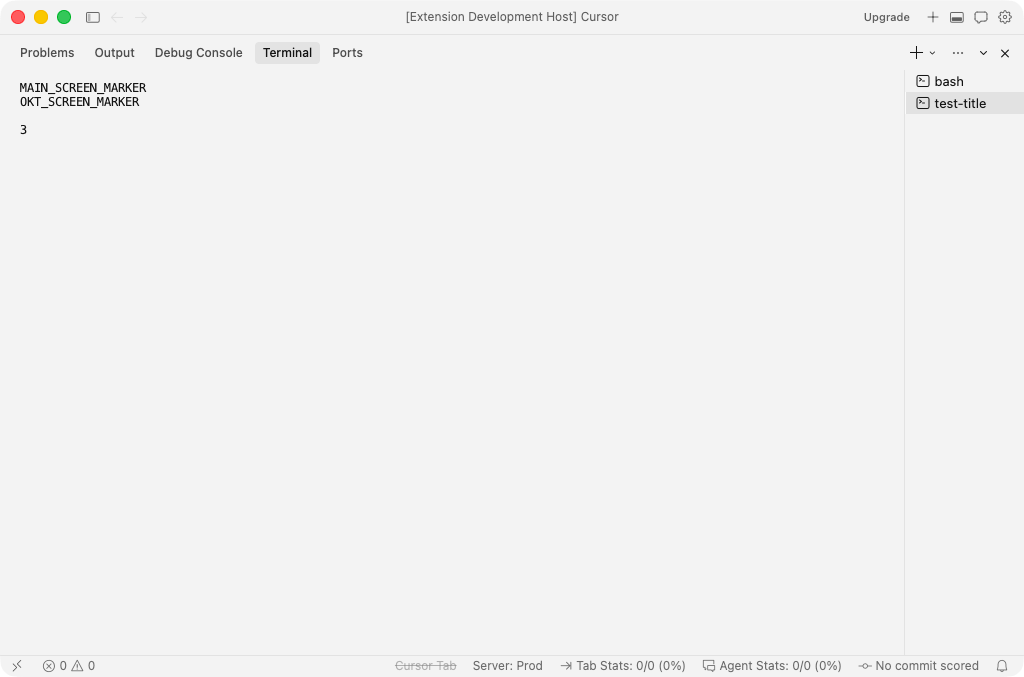 [Extension Development Host] Cursor
Upgrade
Problems Output Debug Console Terminal Ports
MAIN_SCREEN_MARKER
OKT_SCREEN_MARKER
3
bash
test-title
0 0 Cursor Tab Server: Prod Tab Stats: 0/0 (0%) Agent Stats: 0/0 (0%) No commit scored